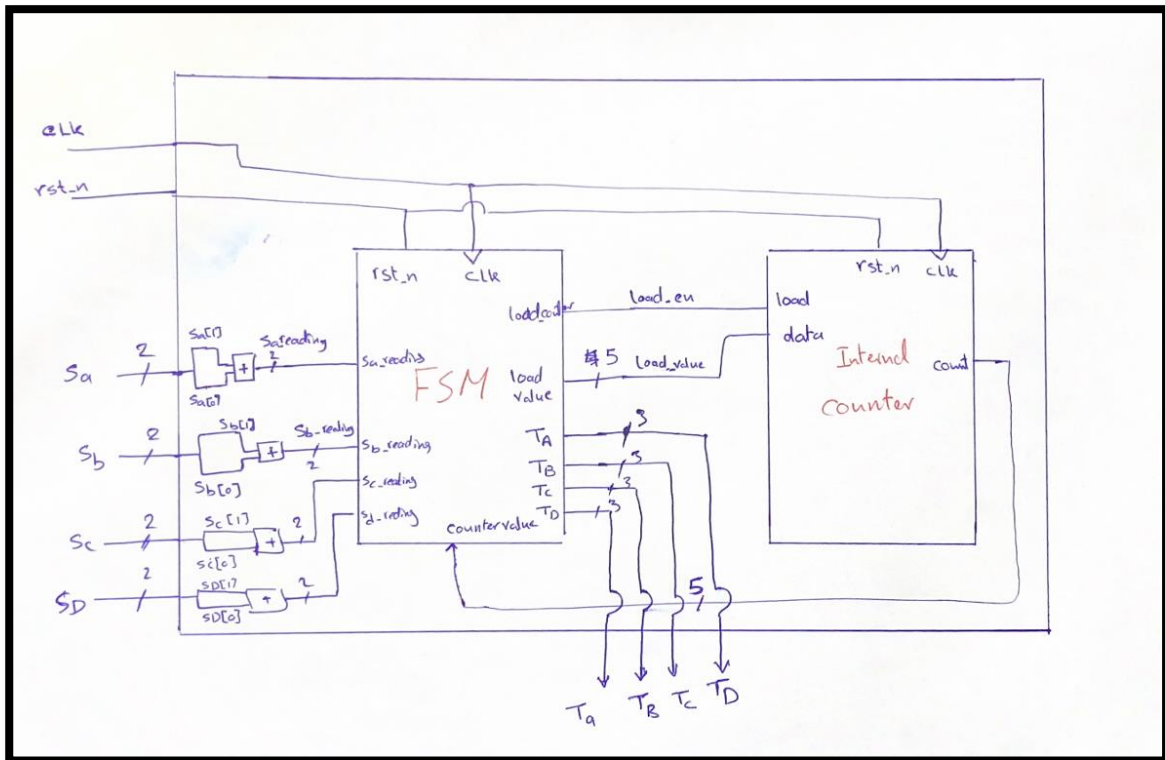 CLK
rst_n
rst_n
CLK
rst_n
CLK
load_en
load
data
load_value
5
load
value
Internal
Counter
count
FSM
Sa
2
Sa[1]
Sa[0]
+
Sa_reading
2
Sa_reading
Sb
2
Sb[1]
Sb[0]
+
Sb_reading
2
Sb_reading
Sc
2
Sc[1]
Sc[0]
+
2
Sc_reading
SD
2
SD[1]
SD[0]
+
2
Sd_reding
counter value
TA
3
TB
3
TC
3
TD
3
5
Ta
TB
TC
TD